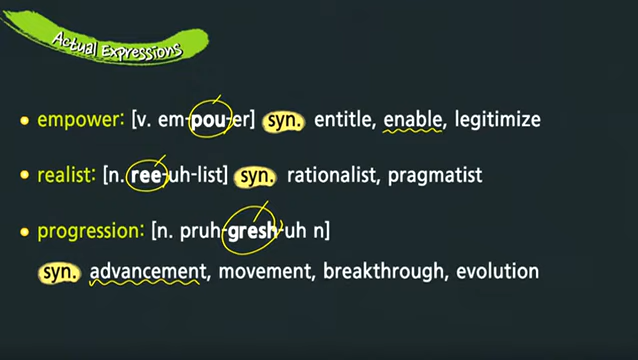 Actual Expressions
• empower: [v. em-pou-er] syn. entitle, enable, legitimize
• realist: [n. ree-uh-list] syn. rationalist, pragmatist
• progression: [n. pruh-gresh-uh n]
syn. advancement, movement, breakthrough, evolution